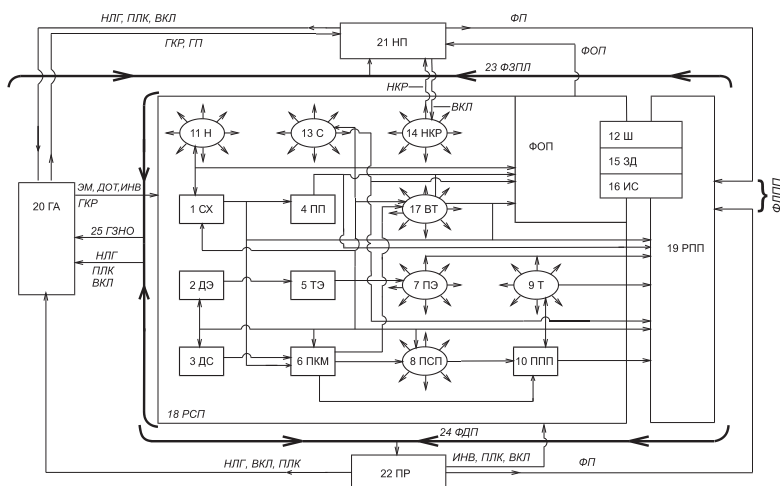 НЛГ, ПЛК, ВКЛ
ФП
21 НП
ГКР, ГП
ФОП
23 ФЗПЛ
НКР
ВКЛ
11 Н
13 С
14 НКР
ФОП
12 Ш
15 ЗД
16 ИС
ЭМ, ДОТ,ИНВ
ГКР
20 ГА
1 СХ
4 ПП
17 ВТ
ФЛПП
25 ГЗНО
НЛГ
ПЛК
ВКЛ
19 РПП
2 ДЭ
5 ТЭ
7 ПЭ
9 Т
3 ДС
6 ПКМ
8 ПСП
10 ППП
18 РСП
24 ФДП
НЛГ, ВКЛ, ПЛК
22 ПР
ИНВ, ПЛК, ВКЛ
ФП